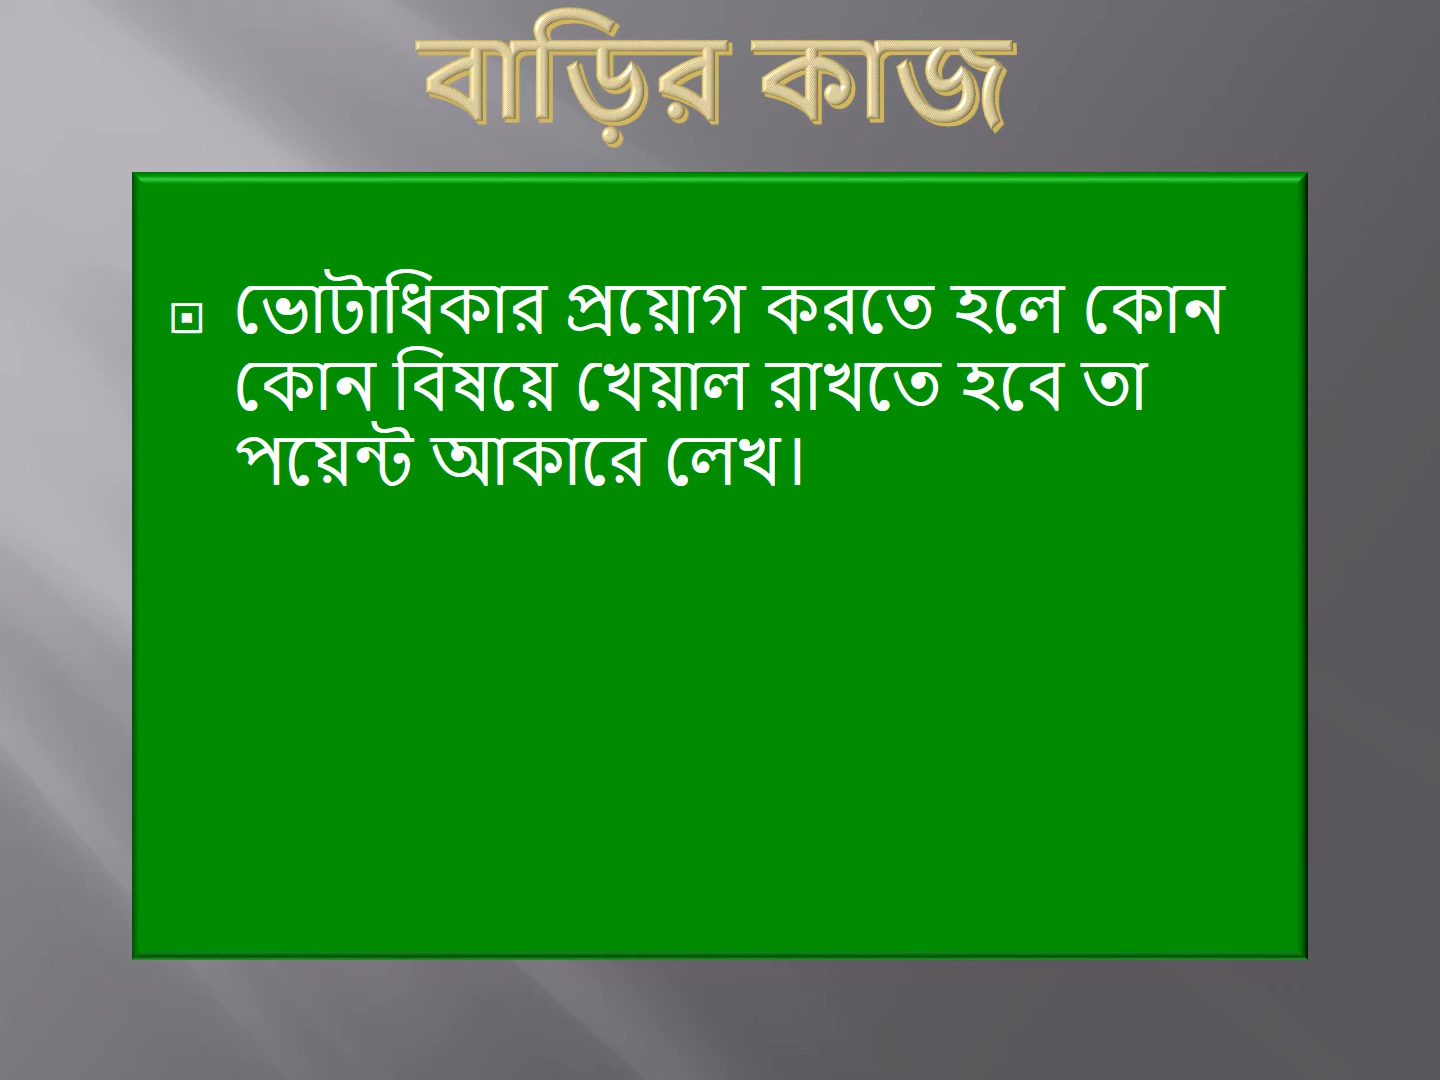 বাড়ির কাজ
ভোটাধিকার প্রয়োগ করতে হলে কোন
কোন বিষয়ে খেয়াল রাখতে হবে তা
পয়েন্ট আকারে লেখ।